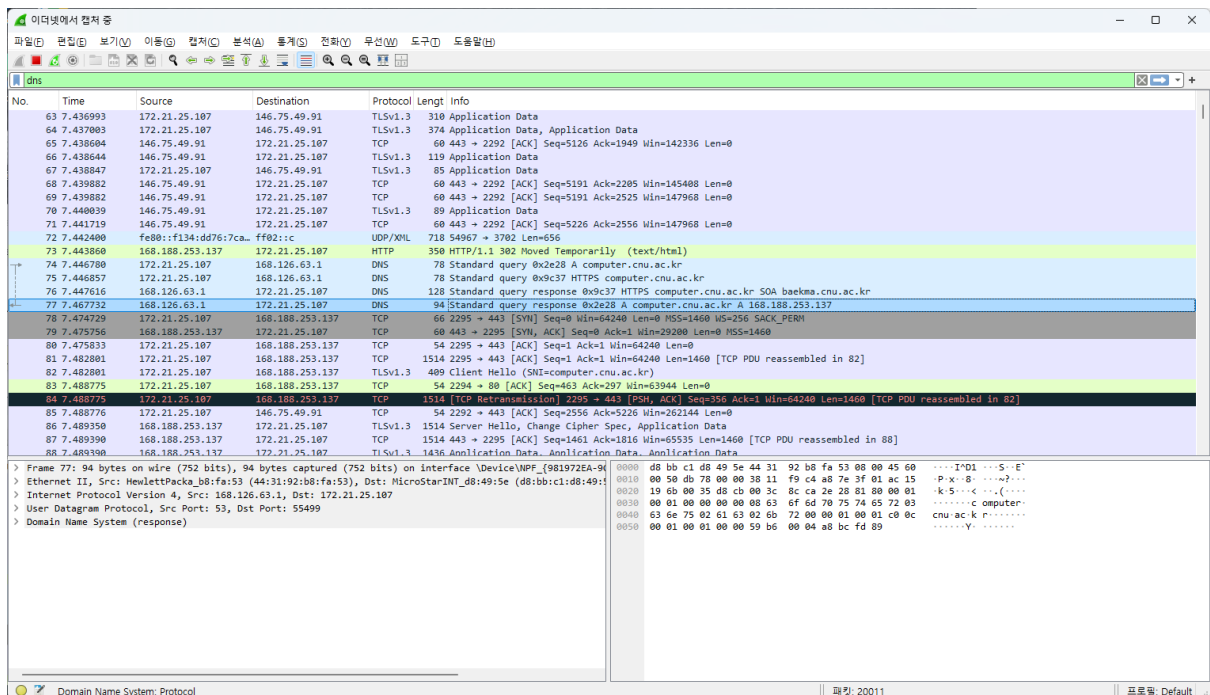 이더넷에서 캡처 중
파일(F) 편집(E) 보기(V) 이동(G) 캡처(C) 분석(A) 통계(S) 전화(Y) 무선(W) 도구(T) 도움말(H)
dns
No. Time Source Destination Protocol Lengt Info
63 7.436993 172.21.25.107 146.75.49.91 TLSv1.3 310 Application Data
64 7.437003 172.21.25.107 146.75.49.91 TLSv1.3 374 Application Data, Application Data
65 7.438604 146.75.49.91 172.21.25.107 TCP 60 443 → 2292 [ACK] Seq=5126 Ack=1949 Win=142336 Len=0
66 7.438644 146.75.49.91 172.21.25.107 TLSv1.3 119 Application Data
67 7.438847 172.21.25.107 146.75.49.91 TLSv1.3 85 Application Data
68 7.439882 146.75.49.91 172.21.25.107 TCP 60 443 → 2292 [ACK] Seq=5191 Ack=2205 Win=145408 Len=0
69 7.439882 146.75.49.91 172.21.25.107 TCP 60 443 → 2292 [ACK] Seq=5191 Ack=2525 Win=147968 Len=0
70 7.440039 146.75.49.91 172.21.25.107 TLSv1.3 89 Application Data
71 7.441719 146.75.49.91 172.21.25.107 TCP 60 443 → 2292 [ACK] Seq=5226 Ack=2556 Win=147968 Len=0
72 7.442400 fe80::f134:dd76:7ca… ff02::c UDP/XML 718 54967 → 3702 Len=656
73 7.443860 168.188.253.137 172.21.25.107 HTTP 350 HTTP/1.1 302 Moved Temporarily (text/html)
74 7.446780 172.21.25.107 168.126.63.1 DNS 78 Standard query 0x2e28 A computer.cnu.ac.kr
75 7.446857 172.21.25.107 168.126.63.1 DNS 78 Standard query 0x9c37 HTTPS computer.cnu.ac.kr
76 7.447616 168.126.63.1 172.21.25.107 DNS 128 Standard query response 0x9c37 HTTPS computer.cnu.ac.kr SOA baekma.cnu.ac.kr
77 7.467732 168.126.63.1 172.21.25.107 DNS 94 Standard query response 0x2e28 A computer.cnu.ac.kr A 168.188.253.137
78 7.474729 172.21.25.107 168.188.253.137 TCP 66 2295 → 443 [SYN] Seq=0 Win=64240 Len=0 MSS=1460 WS=256 SACK_PERM
79 7.475756 168.188.253.137 172.21.25.107 TCP 60 443 → 2295 [SYN, ACK] Seq=0 Ack=1 Win=29200 Len=0 MSS=1460
80 7.475833 172.21.25.107 168.188.253.137 TCP 54 2295 → 443 [ACK] Seq=1 Ack=1 Win=64240 Len=0
81 7.482801 172.21.25.107 168.188.253.137 TCP 1514 2295 → 443 [ACK] Seq=1 Ack=1 Win=64240 Len=1460 [TCP PDU reassembled in 82]
82 7.482801 172.21.25.107 168.188.253.137 TLSv1.3 409 Client Hello (SNI=computer.cnu.ac.kr)
83 7.488775 172.21.25.107 168.188.253.137 TCP 54 2294 → 80 [ACK] Seq=463 Ack=297 Win=63944 Len=0
84 7.488775 172.21.25.107 168.188.253.137 TCP 1514 [TCP Retransmission] 2295 → 443 [PSH, ACK] Seq=356 Ack=1 Win=64240 Len=1460 [TCP PDU reassembled in 82]
85 7.488776 172.21.25.107 146.75.49.91 TCP 54 2292 → 443 [ACK] Seq=2556 Ack=5226 Win=262144 Len=0
86 7.489350 168.188.253.137 172.21.25.107 TLSv1.3 1514 Server Hello, Change Cipher Spec, Application Data
87 7.489390 168.188.253.137 172.21.25.107 TCP 1514 443 → 2295 [ACK] Seq=1461 Ack=1816 Win=65535 Len=1460 [TCP PDU reassembled in 88]
88 7.489390 168.188.253.137 172.21.25.107 TLSv1.3 1436 Application Data, Application Data, Application Data
> Frame 77: 94 bytes on wire (752 bits), 94 bytes captured (752 bits) on interface \Device\NPF_{981972EA-9
> Ethernet II, Src: HewlettPacka_b8:fa:53 (44:31:92:b8:fa:53), Dst: MicroStarINT_d8:49:5e (d8:bb:c1:d8:49:5
> Internet Protocol Version 4, Src: 168.126.63.1, Dst: 172.21.25.107
> User Datagram Protocol, Src Port: 53, Dst Port: 55499
> Domain Name System (response)
0000 d8 bb c1 d8 49 5e 44 31 92 b8 fa 53 08 00 45 60 ····I^D1 ···S··E`
0010 00 50 db 78 00 00 38 11 f9 c4 a8 7e 3f 01 ac 15 ·P·x··8· ···~?···
0020 19 6b 00 35 d8 cb 00 3c 8c ca 2e 28 81 80 00 01 ·k·5···< ··.(····
0030 00 01 00 00 00 00 08 63 6f 6d 70 75 74 65 72 03 ·······c omputer·
0040 63 6e 75 02 61 63 02 6b 72 00 00 01 00 01 c0 0c cnu·ac·k r·······
0050 00 01 00 01 00 00 59 b6 00 04 a8 bc fd 89 ······Y· ······
Domain Name System: Protocol
패킷: 20011
프로필: Default